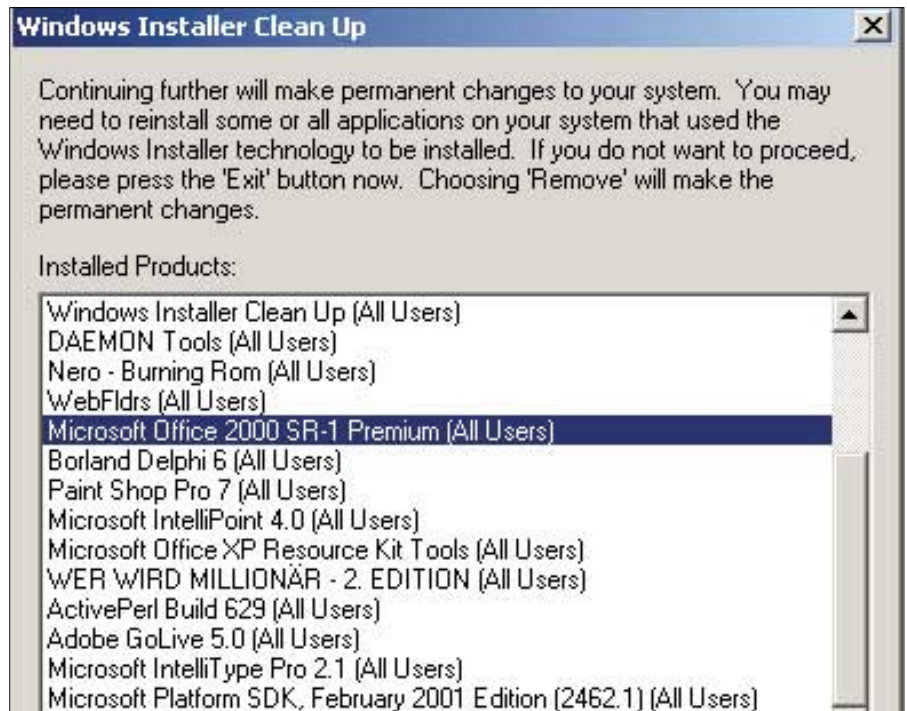 Windows Installer Clean Up
Continuing further will make permanent changes to your system. You may
need to reinstall some or all applications on your system that used the
Windows Installer technology to be installed. If you do not want to proceed,
please press the 'Exit' button now. Choosing 'Remove' will make the
permanent changes.
Installed Products:
Windows Installer Clean Up (All Users)
DAEMON Tools (All Users)
Nero - Burning Rom (All Users)
WebFldrs (All Users)
Microsoft Office 2000 SR-1 Premium (All Users)
Borland Delphi 6 (All Users)
Paint Shop Pro 7 (All Users)
Microsoft IntelliPoint 4.0 (All Users)
Microsoft Office XP Resource Kit Tools (All Users)
WER WIRD MILLIONÄR - 2. EDITION (All Users)
ActivePerl Build 629 (All Users)
Adobe GoLive 5.0 (All Users)
Microsoft IntelliType Pro 2.1 (All Users)
Microsoft Platform SDK, February 2001 Edition (2462.1) (All Users)